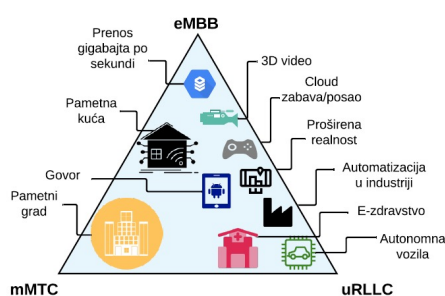 eMBB
Prenos
gigabajta po
sekundi
3D video
Cloud
zabava/posao
Pametna
kuća
Proširena
realnost
Govor
Automatizacija
u industriji
Pametni
grad
E-zdravstvo
Autonomna
vozila
mMTC
uRLLC